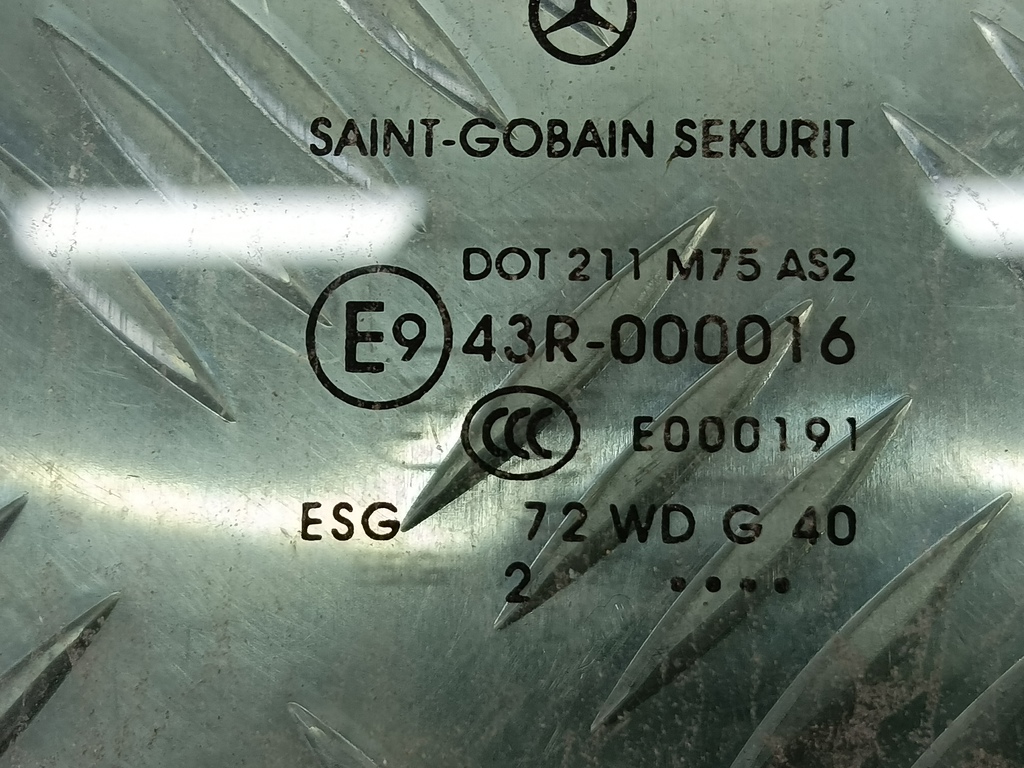 SAINT-GOBAIN SEKURIT
DOT 211 M75 AS2
E9 43R-000016
CCC E000191
ESG 72 WD G 40
2 ••••